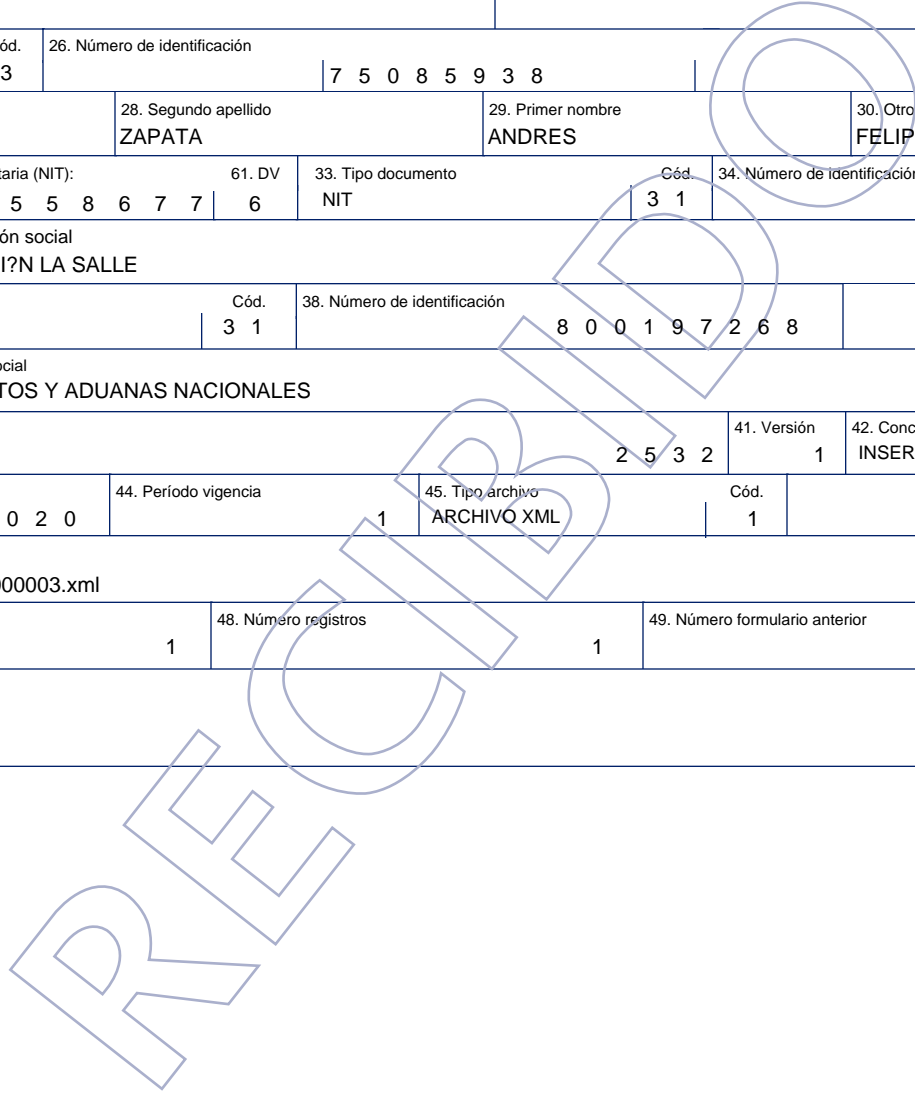 ód. 26. Número de identificación
3 7 5 0 8 5 9 3 8
28. Segundo apellido 29. Primer nombre 30. Otro
ZAPATA ANDRES FELIP
taria (NIT): 61. DV 33. Tipo documento Cód. 34. Número de identificación
5 5 8 6 7 7 6 NIT 3 1
ón social
I?N LA SALLE
Cód. 38. Número de identificación
3 1 8 0 0 1 9 7 2 6 8
ocial
TOS Y ADUANAS NACIONALES
41. Versión 42. Conc
2 5 3 2 1 INSER
44. Período vigencia 45. Tipo archivo Cód.
0 2 0 1 ARCHIVO XML 1
000003.xml
48. Número registros 49. Número formulario anterior
1 1
RECIBIDO